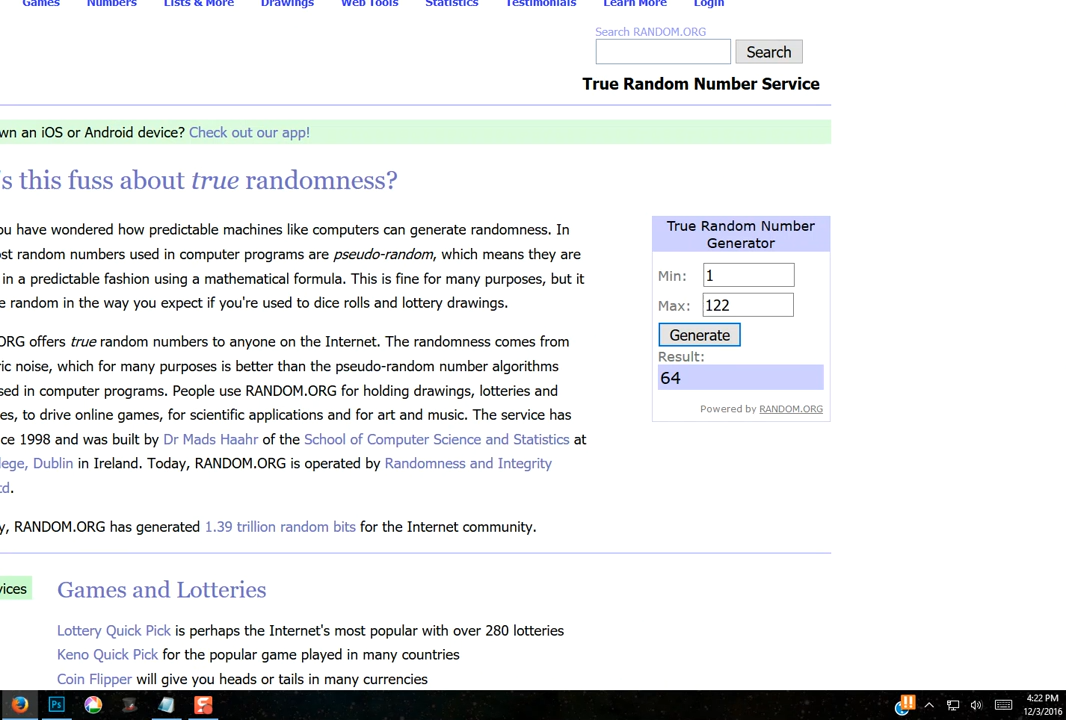 Games Numbers Lists & More Drawings Web Tools Statistics Testimonials Learn More Login
Search RANDOM.ORG
Search
True Random Number Service
wn an iOS or Android device? Check out our app!
's this fuss about true randomness?
ou have wondered how predictable machines like computers can generate randomness. In
st random numbers used in computer programs are pseudo-random, which means they are
in a predictable fashion using a mathematical formula. This is fine for many purposes, but it
e random in the way you expect if you're used to dice rolls and lottery drawings.
ORG offers true random numbers to anyone on the Internet. The randomness comes from
ric noise, which for many purposes is better than the pseudo-random number algorithms
sed in computer programs. People use RANDOM.ORG for holding drawings, lotteries and
es, to drive online games, for scientific applications and for art and music. The service has
ce 1998 and was built by Dr Mads Haahr of the School of Computer Science and Statistics at
lege, Dublin in Ireland. Today, RANDOM.ORG is operated by Randomness and Integrity
td.
y, RANDOM.ORG has generated 1.39 trillion random bits for the Internet community.
True Random Number
Generator
Min: 1
Max: 122
Generate
Result:
64
Powered by RANDOM.ORG
vices
Games and Lotteries
Lottery Quick Pick is perhaps the Internet's most popular with over 280 lotteries
Keno Quick Pick for the popular game played in many countries
Coin Flipper will give you heads or tails in many currencies
Ps
4:22 PM
12/3/2016